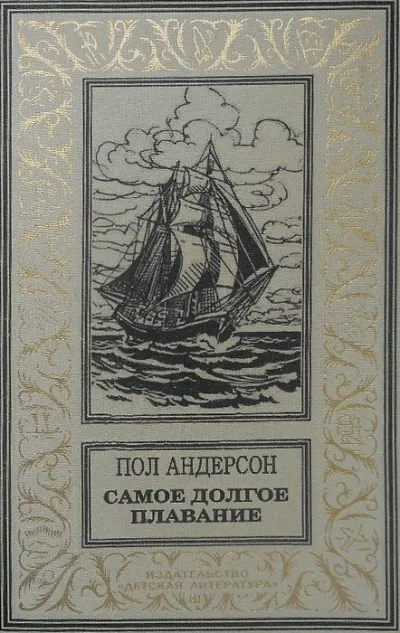 ПОЛ АНДЕРСОН
САМОЕ ДОЛГОЕ
ПЛАВАНИЕ
ИЗДАТЕЛЬСТВО
"ДЕТСКАЯ ЛИТЕРАТУРА"